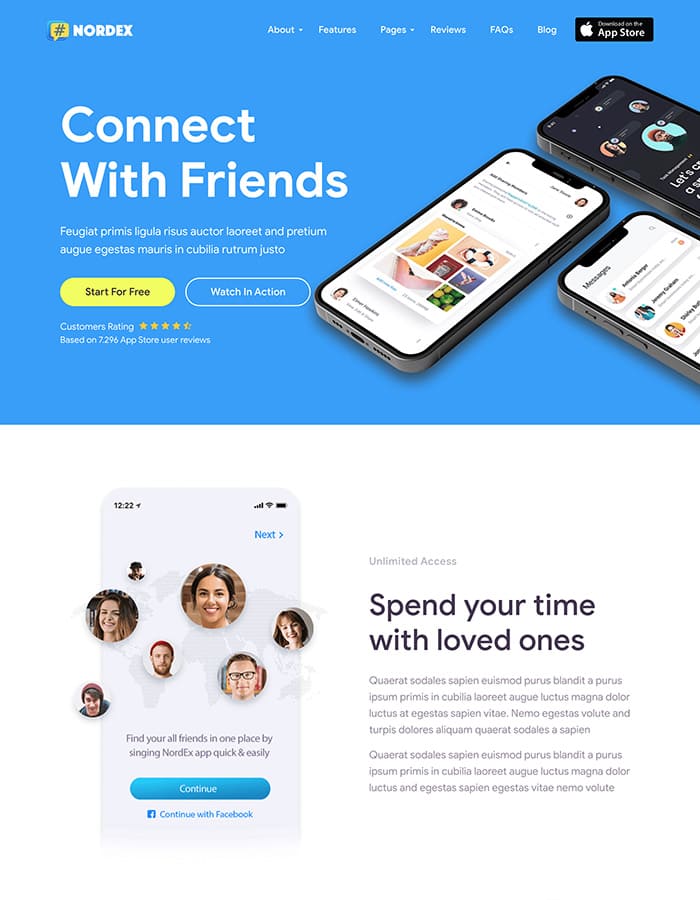 NORDEX
About
Features
Pages
Reviews
FAQs
Blog
Download on the
App Store
Connect
With Friends
Feugiat primis ligula risus auctor laoreet and pretium
augue egestas mauris in cubilia rutrum justo
Start For Free
Watch In Action
Customers Rating
Based on 7.296 App Store user reviews
Messages
Antonio Berger
Jeremy Graham
12:22
Next
Find your all friends in one place by
singing NordEx app quick & easily
Continue
Continue with Facebook
Unlimited Access
Spend your time
with loved ones
Quaerat sodales sapien euismod purus blandit a purus
ipsum primis in cubilia laoreet augue luctus magna dolor
luctus at egestas sapien vitae. Nemo egestas volute and
turpis dolores aliquam quaerat sodales a sapien
Quaerat sodales sapien euismod purus blandit a purus
ipsum primis in cubilia laoreet augue luctus magna dolor
luctus and egestas sapien egestas vitae nemo volute